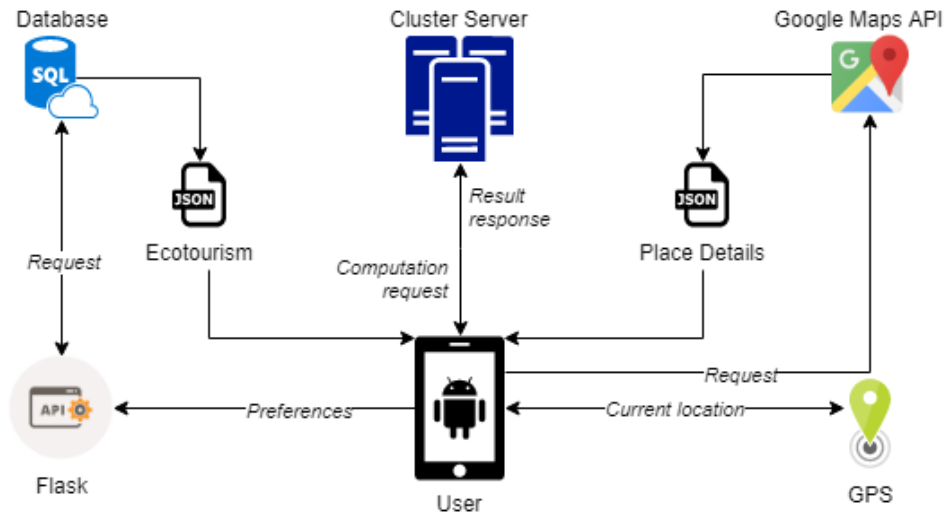 Database
Cluster Server
Google Maps API
SQL
G
JSON
JSON
Result
response
Ecotourism
Place Details
Request
Computation
request
Request
API
Preferences
Current location
Flask
User
GPS